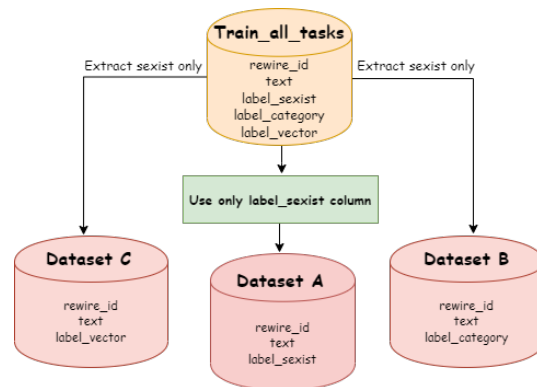 Train_all_tasks
rewire_id
text
label_sexist
label_category
label_vector
Extract sexist only
Extract sexist only
Use only label_sexist column
Dataset C
rewire_id
text
label_vector
Dataset A
rewire_id
text
label_sexist
Dataset B
rewire_id
text
label_category